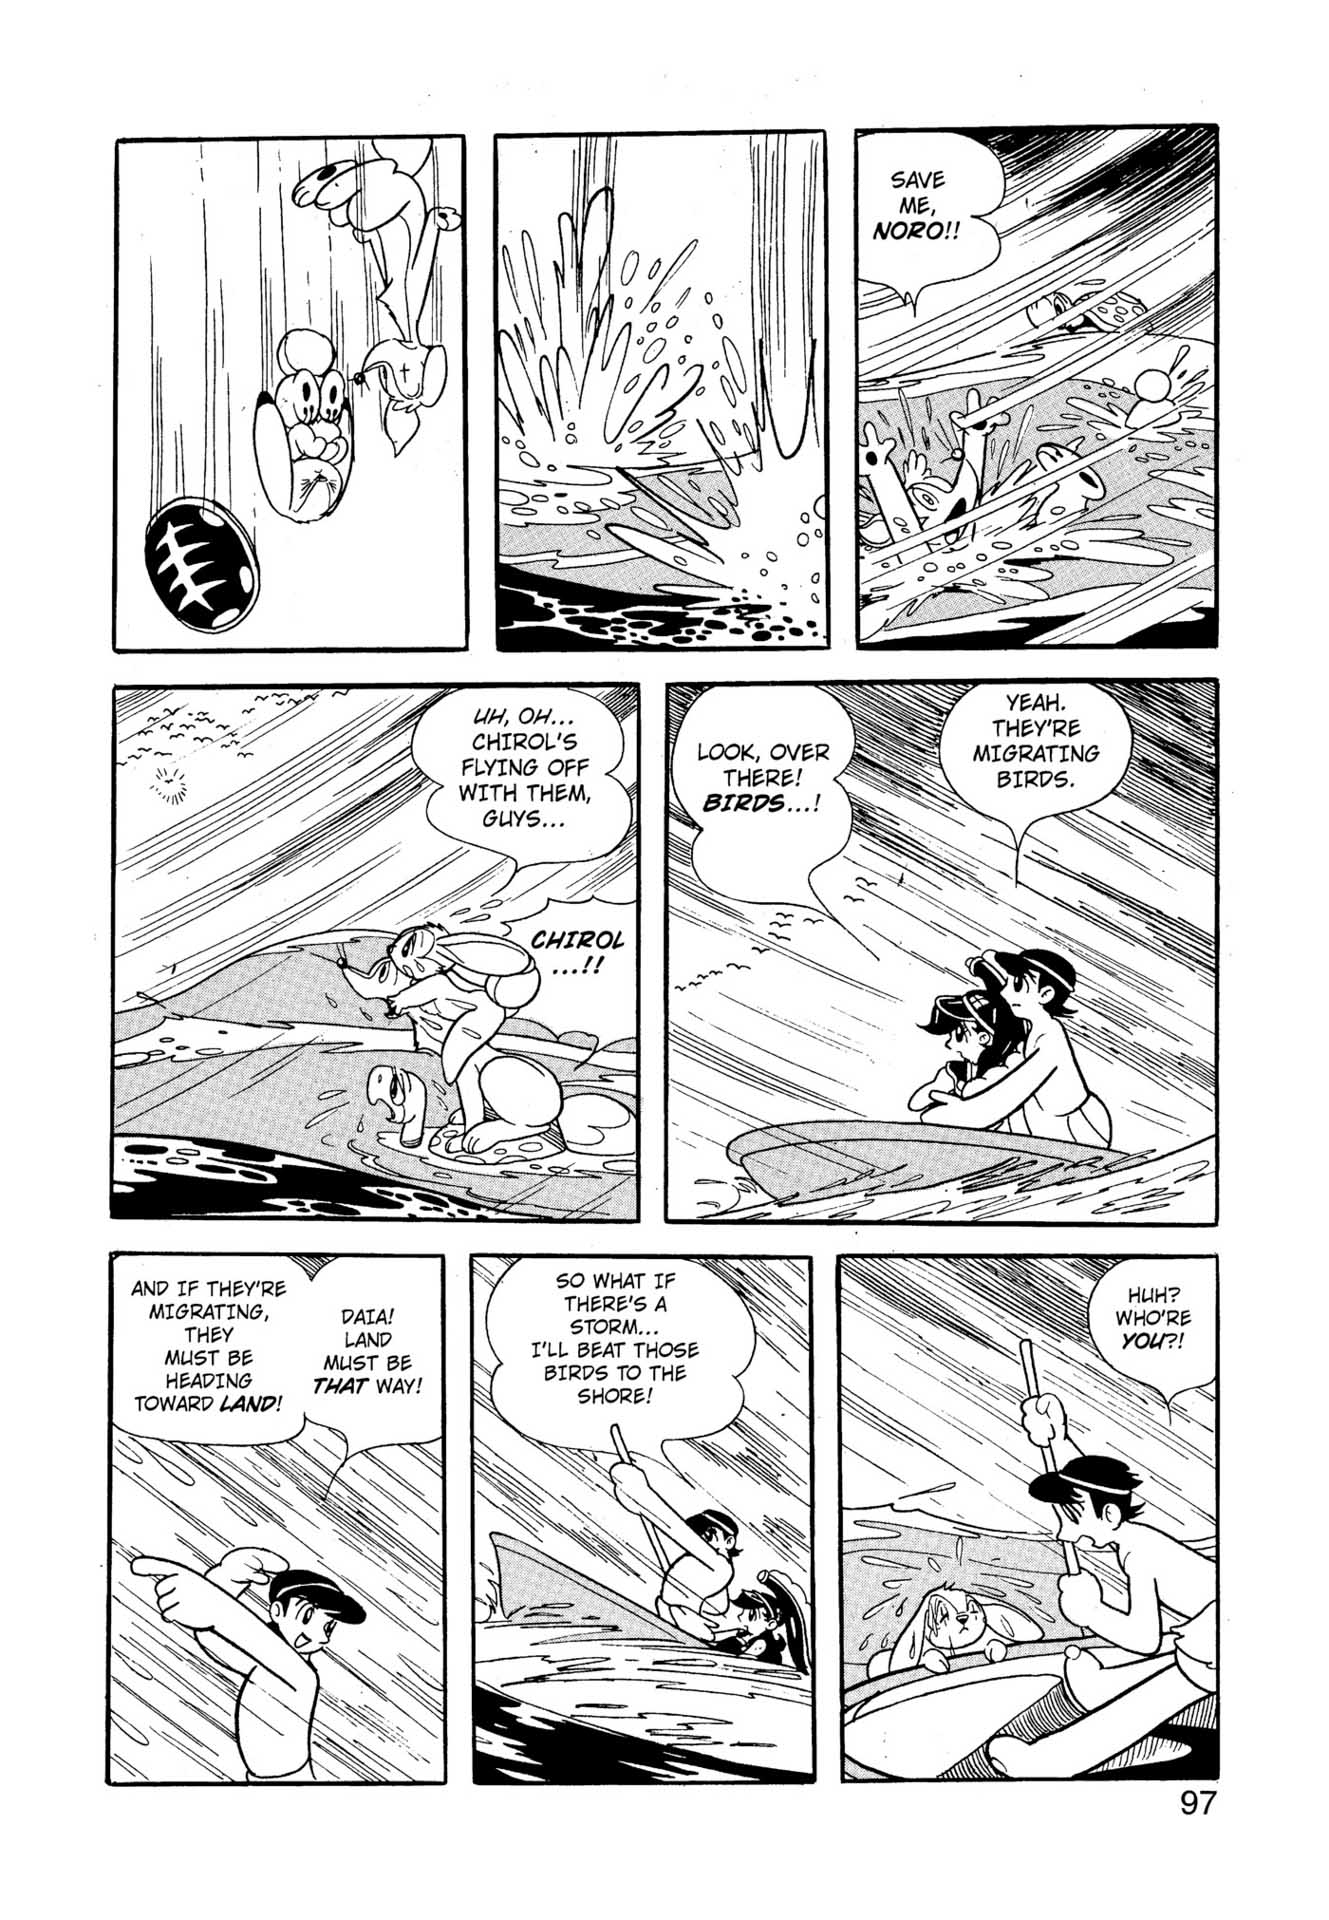 SAVE
ME,
NORO!!
UH, OH...
CHIROL'S
FLYING OFF
WITH THEM,
GUYS...
CHIROL
...!!
LOOK, OVER
THERE!
BIRDS...!
YEAH.
THEY'RE
MIGRATING
BIRDS.
AND IF THEY'RE
MIGRATING,
THEY
MUST BE
HEADING
TOWARD LAND!
DAIA!
LAND
MUST BE
THAT WAY!
SO WHAT IF
THERE'S A
STORM...
I'LL BEAT THOSE
BIRDS TO THE
SHORE!
HUH?
WHO'RE
YOU?!
97